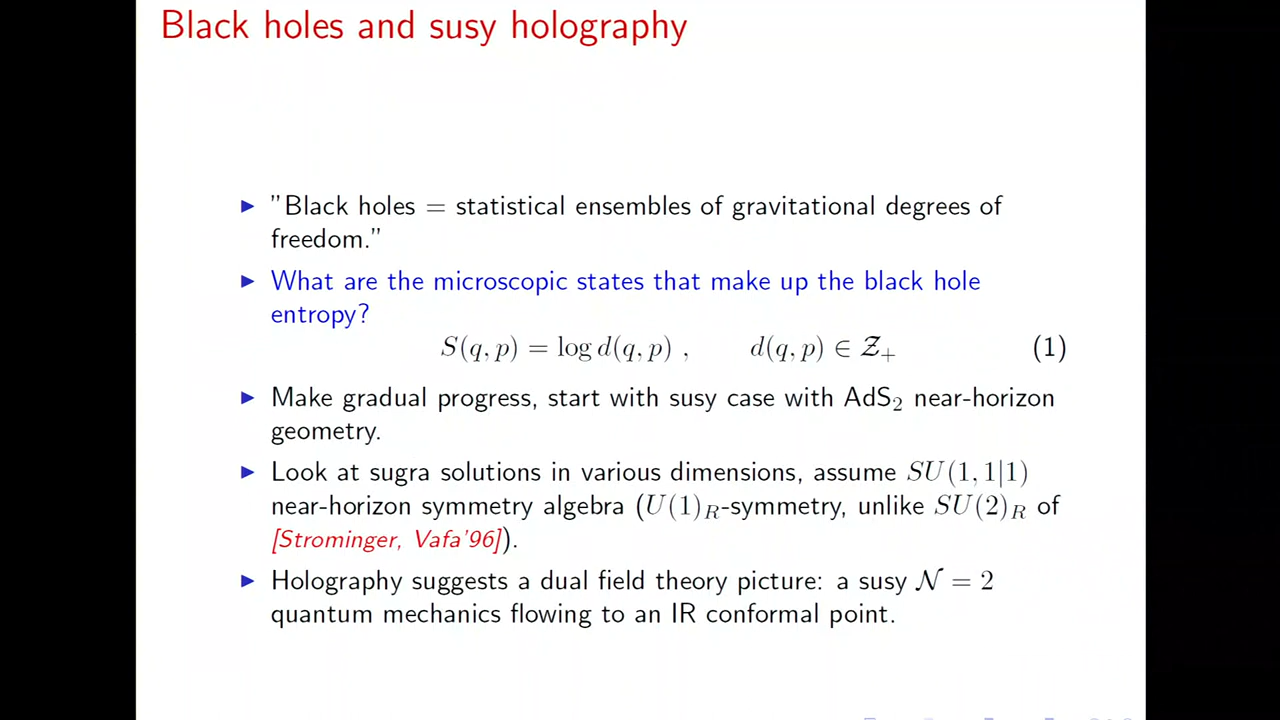 Black holes and susy holography
▶ "Black holes = statistical ensembles of gravitational degrees of
freedom."
▶ What are the microscopic states that make up the black hole
entropy?
S(q, p) = log d(q, p) , d(q, p) ∈ 𝒵₊ (1)
▶ Make gradual progress, start with susy case with AdS₂ near-horizon
geometry.
▶ Look at sugra solutions in various dimensions, assume SU(1, 1|1)
near-horizon symmetry algebra (U(1)_R-symmetry, unlike SU(2)_R of
[Strominger, Vafa'96]).
▶ Holography suggests a dual field theory picture: a susy 𝒩 = 2
quantum mechanics flowing to an IR conformal point.